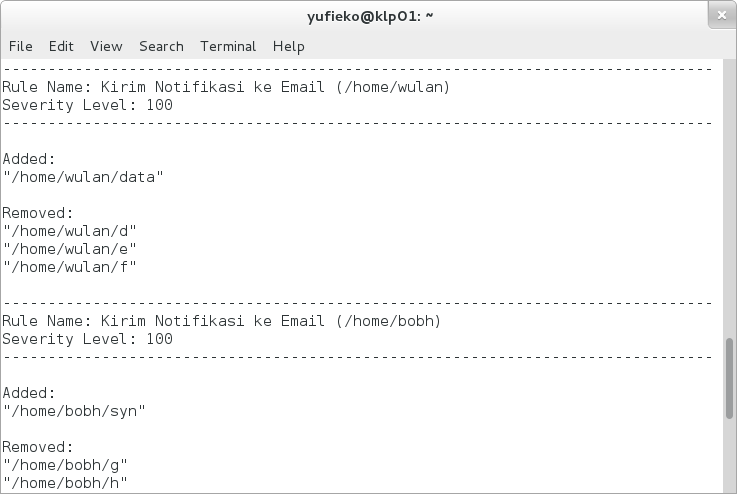 yufieko@klp01: ~
File Edit View Search Terminal Help
-------------------------------------------------------------------------------
Rule Name: Kirim Notifikasi ke Email (/home/wulan)
Severity Level: 100
-------------------------------------------------------------------------------
Added:
"/home/wulan/data"
Removed:
"/home/wulan/d"
"/home/wulan/e"
"/home/wulan/f"
-------------------------------------------------------------------------------
Rule Name: Kirim Notifikasi ke Email (/home/bobh)
Severity Level: 100
-------------------------------------------------------------------------------
Added:
"/home/bobh/syn"
Removed:
"/home/bobh/g"
"/home/bobh/h"